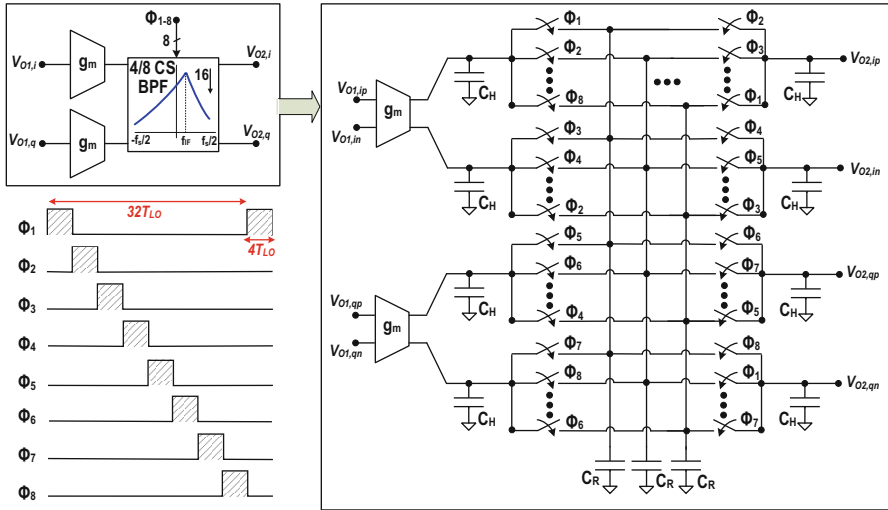 Φ1-8
8
VO1,i
gm
4/8 CS
BPF
16
VO2,i
VO1,q
gm
-fs/2
fIF
fs/2
VO2,q
32TLO
Φ1
4TLO
Φ2
Φ3
Φ4
Φ5
Φ6
Φ7
Φ8
Φ1
Φ2
Φ2
Φ3
VO2,ip
CH
Φ8
Φ1
CH
VO1,ip
gm
VO1,in
Φ3
Φ4
Φ4
Φ5
VO2,in
CH
Φ2
Φ3
CH
Φ5
Φ6
Φ6
Φ7
VO2,qp
CH
Φ4
Φ5
CH
VO1,qp
gm
VO1,qn
Φ7
Φ8
Φ8
Φ1
VO2,qn
CH
Φ6
Φ7
CH
CR
CR
CR